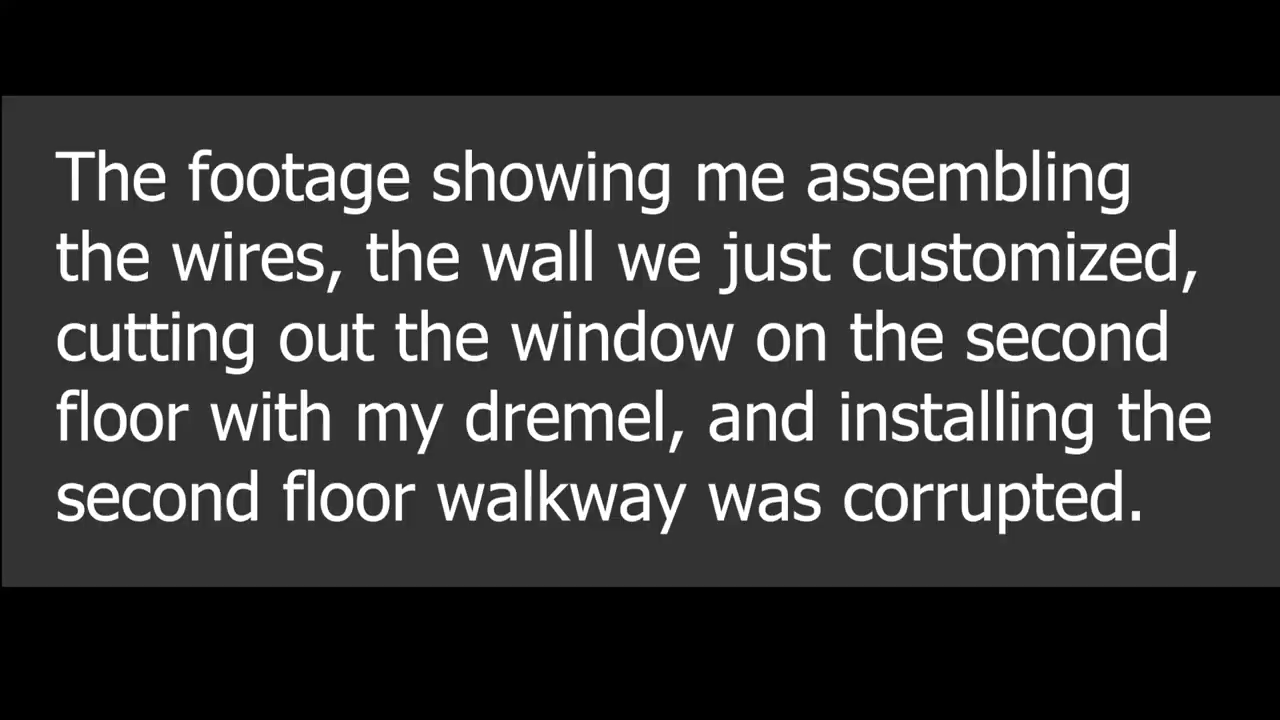 The footage showing me assembling
the wires, the wall we just customized,
cutting out the window on the second
floor with my dremel, and installing the
second floor walkway was corrupted.